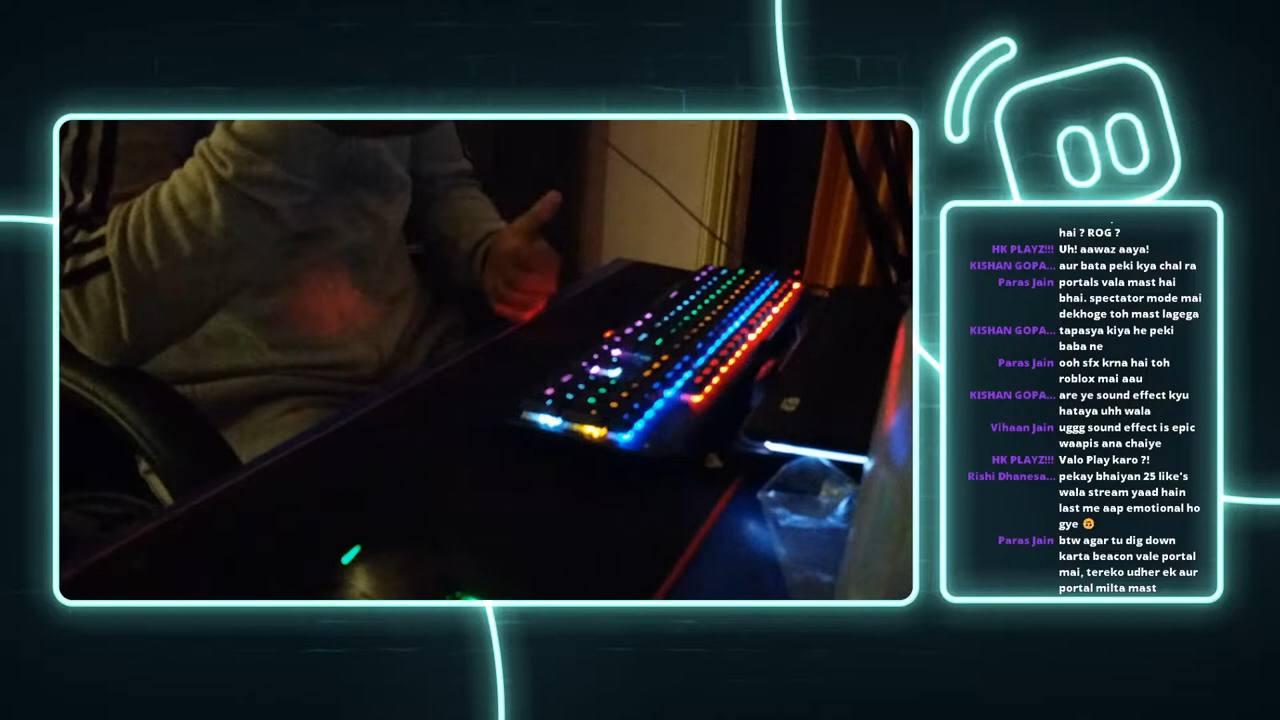 hai ? ROG ?
HK PLAYZ!!! Uh! aawaz aaya!
KISHAN GOPA... aur bata peki kya chal ra
Paras Jain portals vala mast hai
bhai. spectator mode mai
dekhoge toh mast lagega
KISHAN GOPA... tapasya kiya he peki
baba ne
Paras Jain ooh sfx krna hai toh
roblox mai aau
KISHAN GOPA... are ye sound effect kyu
hataya uhh wala
Vihaan Jain uggg sound effect is epic
waapis ana chaiye
HK PLAYZ!!! Valo Play karo ?!
Rishi Dhanesa... pekay bhaiyan 25 like's
wala stream yaad hain
last me aap emotional ho
gye 🙃
Paras Jain btw agar tu dig down
karta beacon vale portal
mai, tereko udher ek aur
portal milta mast